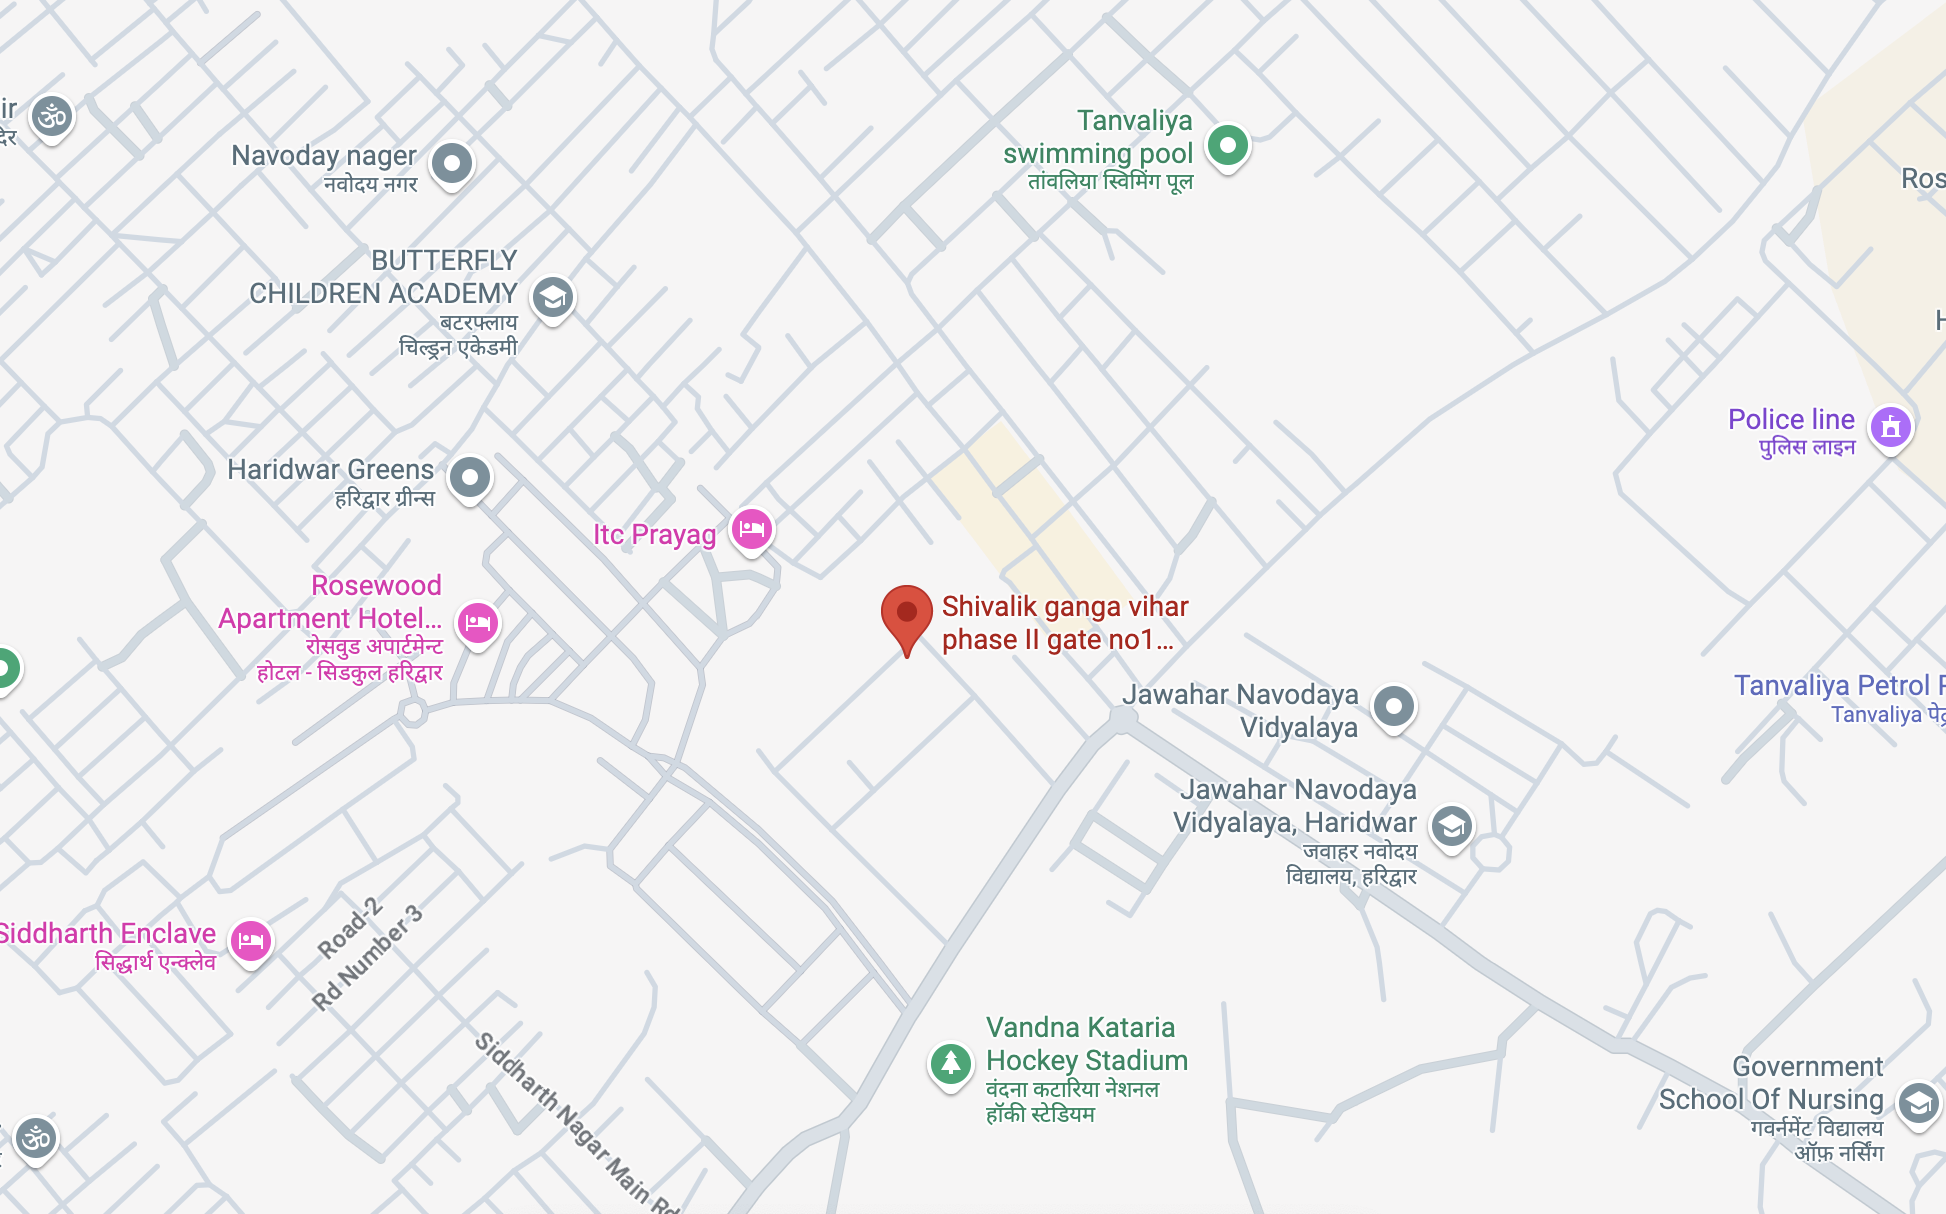 ir
Tanvaliya
swimming pool
तांवलिया स्विमिंग पूल
Navoday nager
नवोदय नगर
Ros
BUTTERFLY
CHILDREN ACADEMY
बटरफ्लाय
चिल्ड्रन एकेडमी
H
Police line
पुलिस लाइन
Haridwar Greens
हरिद्वार ग्रीन्स
Itc Prayag
Rosewood
Apartment Hotel...
रोसवुड अपार्टमेन्ट
होटल - सिडकुल हरिद्वार
Shivalik ganga vihar
phase II gate no1...
Jawahar Navodaya
Vidyalaya
Tanvaliya Petrol P
Tanvaliya पेट्र
Jawahar Navodaya
Vidyalaya, Haridwar
जवाहर नवोदय
विद्यालय, हरिद्वार
Siddharth Enclave
सिद्धार्थ एन्क्लेव
Road-2
Rd Number 3
Siddharth Nagar Main Rd
Vandna Kataria
Hockey Stadium
वंदना कटारिया नेशनल
हॉकी स्टेडियम
Government
School Of Nursing
गवर्नमेंट विद्यालय
ऑफ़ नर्सिंग